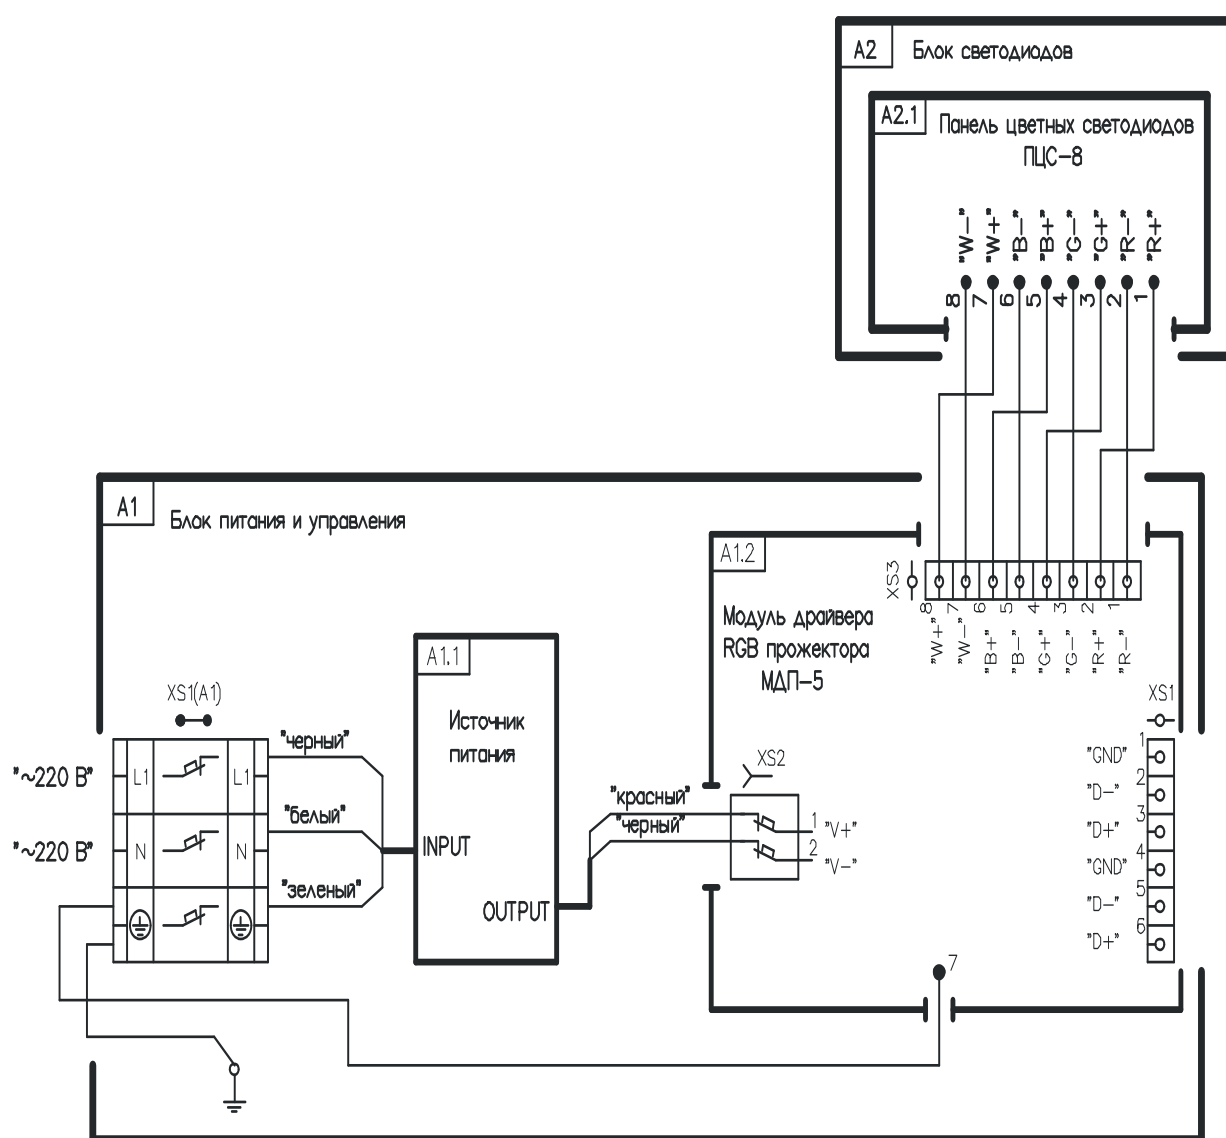 A2
Блок светодиодов
A2.1
Панель цветных светодиодов
ПЦС-8
"W-"
"W+"
"B-"
"B+"
"G-"
"G+"
"R-"
"R+"
8
7
6
5
4
3
2
1
A1
Блок питания и управления
A1.2
Модуль драйвера
RGB прожектора
МДП-5
XS3
8
7
6
5
4
3
2
1
"W+"
"W-"
"B+"
"B-"
"G+"
"G-"
"R+"
"R-"
A1.1
Источник
питания
INPUT
OUTPUT
XS1(A1)
"~220 В"
L1
L1
"черный"
"~220 В"
N
N
"белый"
"зеленый"
"красный"
"черный"
XS2
1
"V+"
2
"V-"
XS1
1
"GND"
2
"D-"
3
"D+"
4
"GND"
5
"D-"
6
"D+"
7